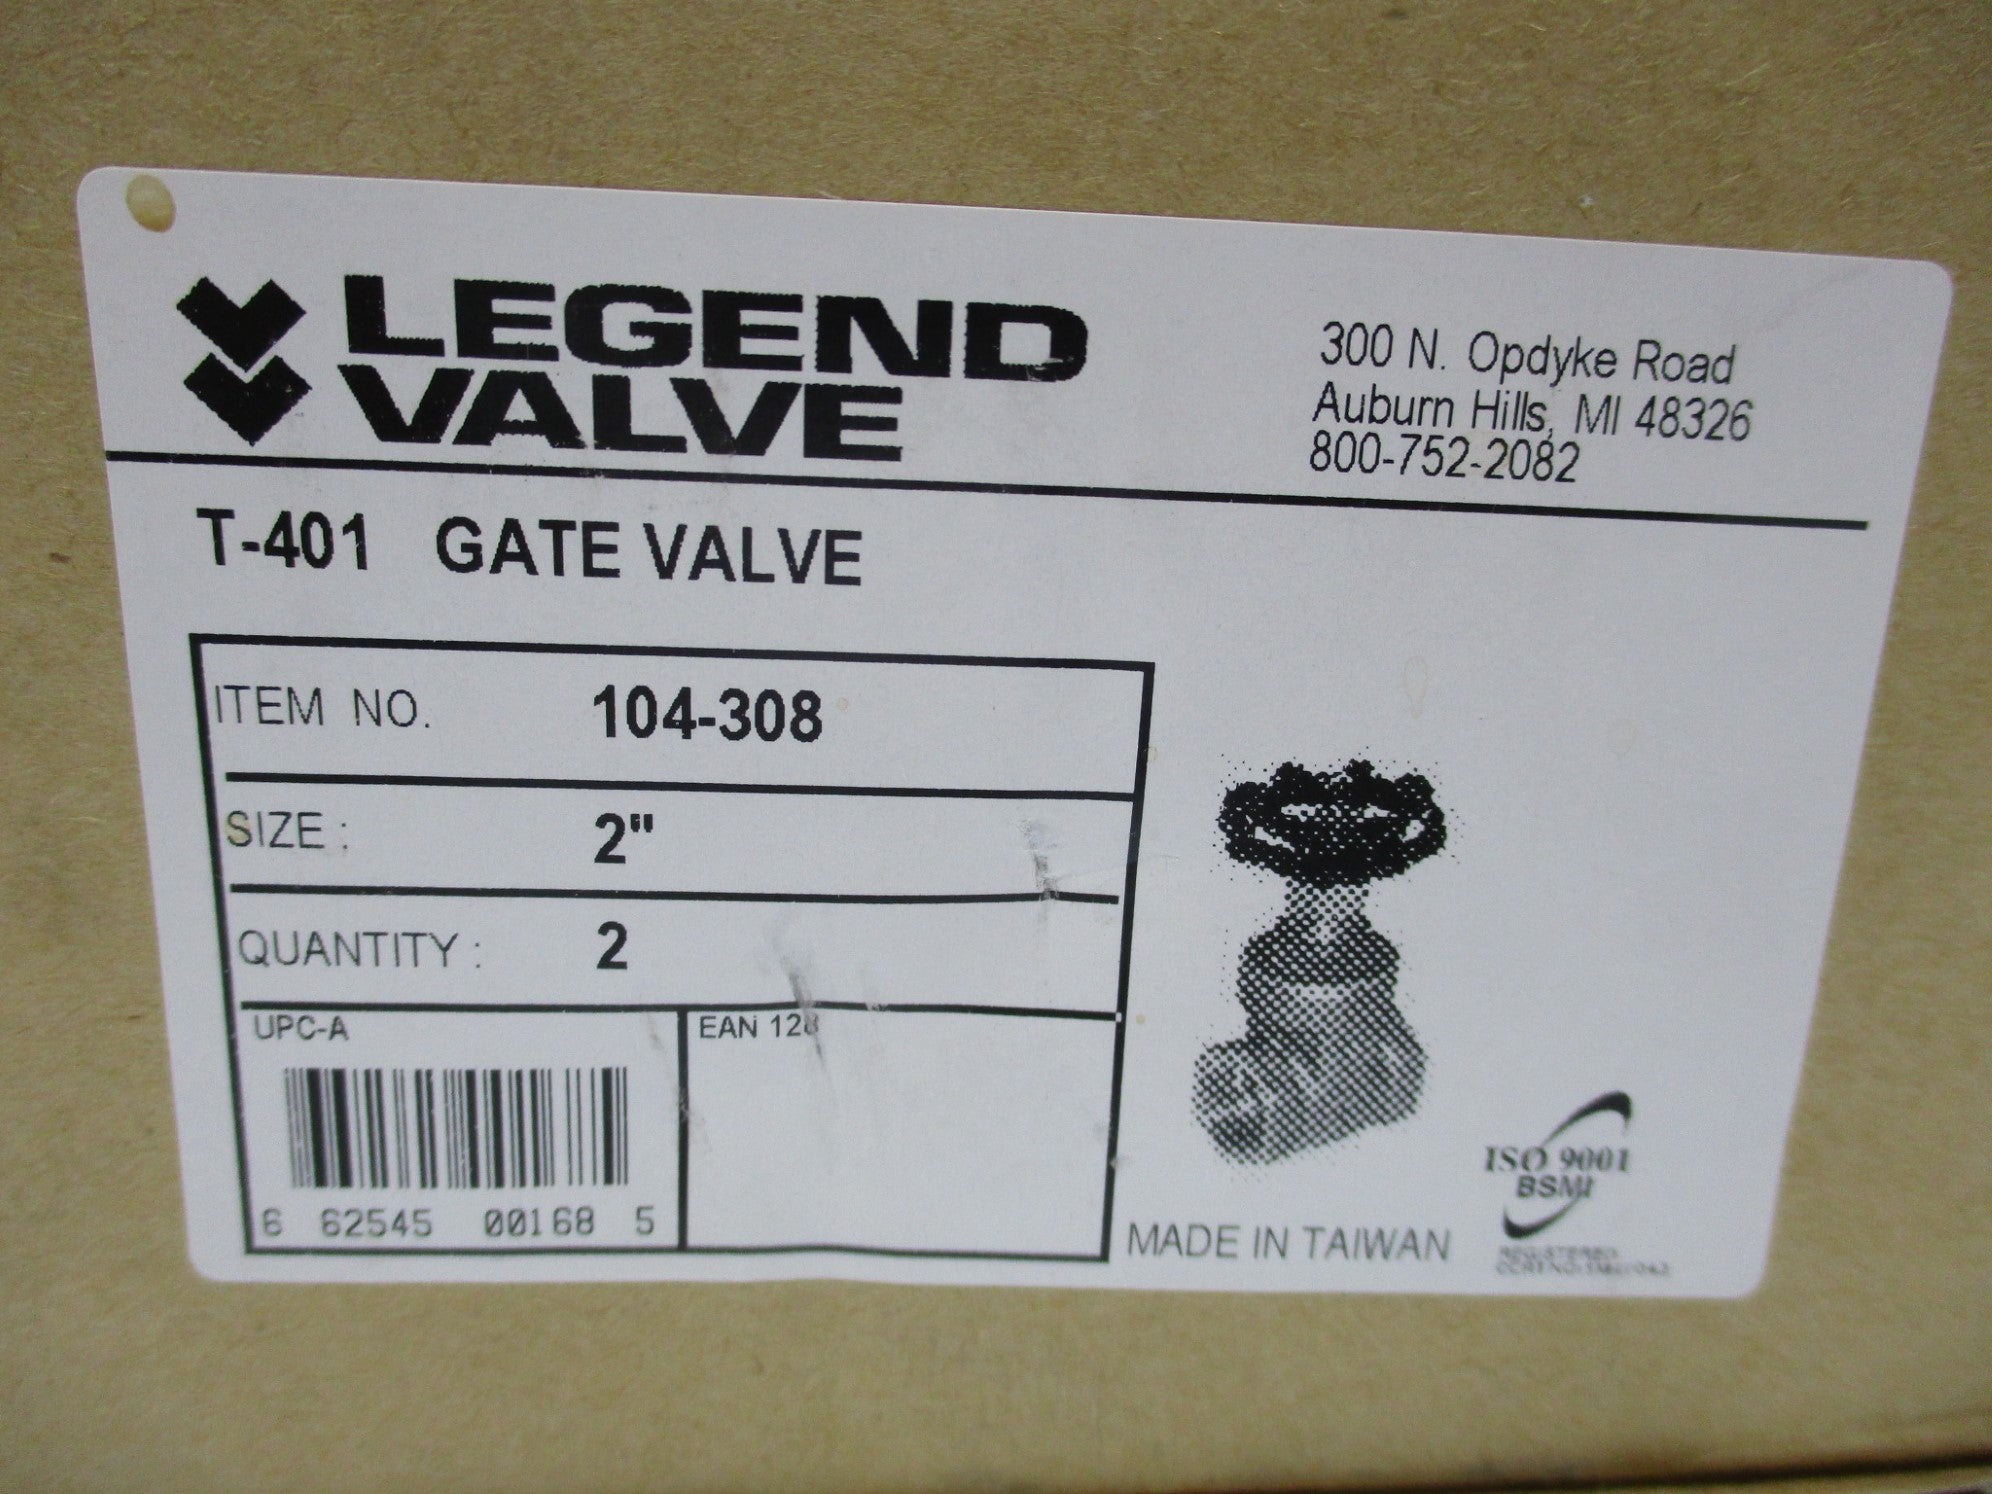 LEGEND
VALVE
300 N. Opdyke Road
Auburn Hills, MI 48326
800-752-2082
T-401 GATE VALVE
ITEM NO. 104-308
SIZE : 2"
QUANTITY : 2
UPC-A
EAN 128
6 62545 00168 5
MADE IN TAIWAN
ISO 9001
BSMI
REGISTERED